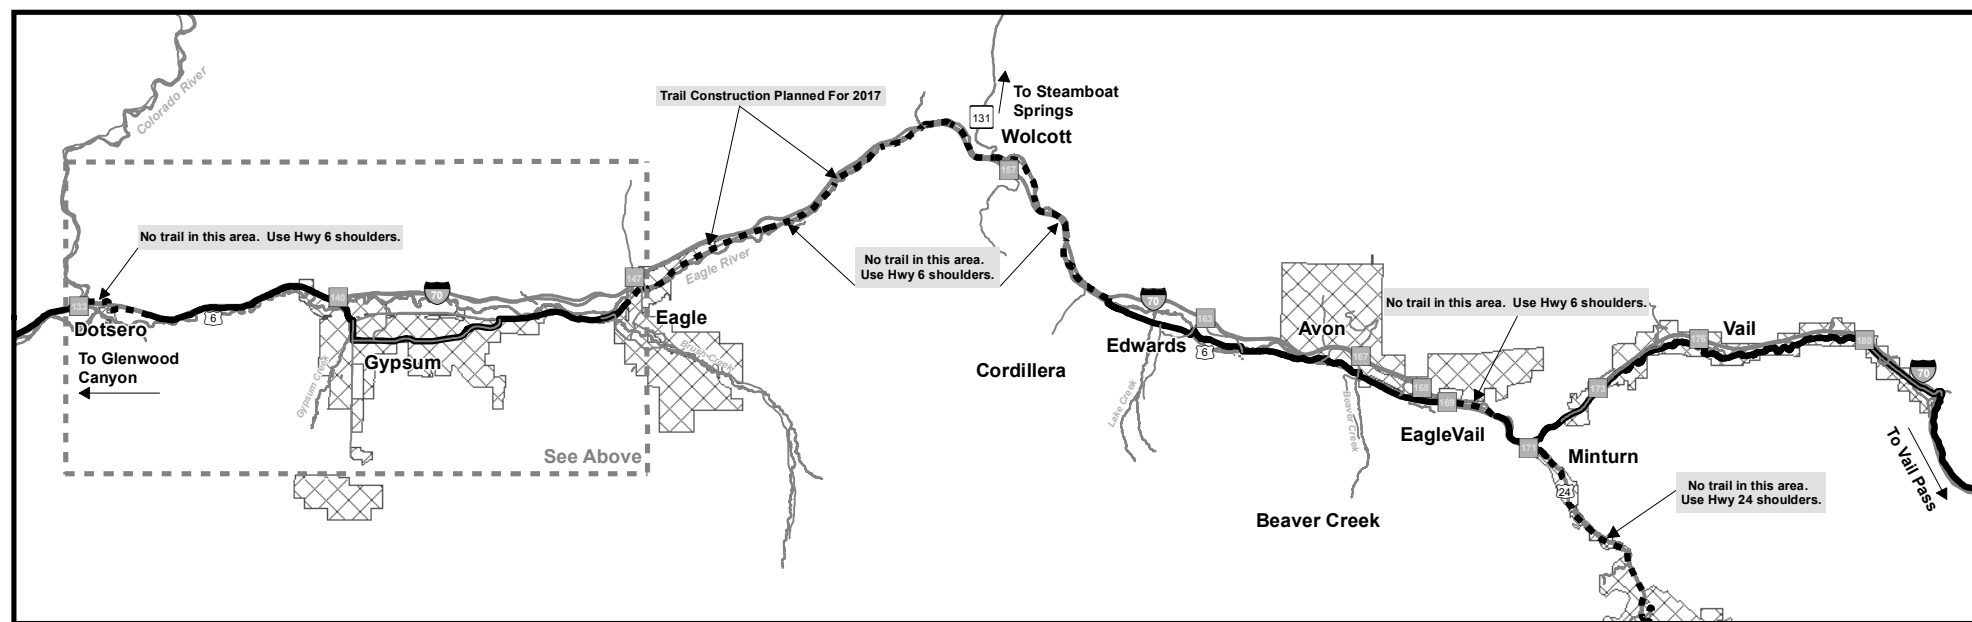 Colorado River
Trail Construction Planned For 2017
To Steamboat
Springs
131
Wolcott
157
No trail in this area.  Use Hwy 6 shoulders.
147
Eagle River
No trail in this area.
Use Hwy 6 shoulders.
133
Dotsero
6
140
70
Eagle
To Glenwood
Canyon
Gypsum
Gypsum Creek
Brush Creek
See Above
Cordillera
70
163
Edwards
6
Lake Creek
Avon
167
Beaver Creek
168
169
No trail in this area.  Use Hwy 6 shoulders.
EagleVail
Beaver Creek
171
Minturn
173
176
Vail
180
70
To Vail Pass
24
No trail in this area.
Use Hwy 24 shoulders.